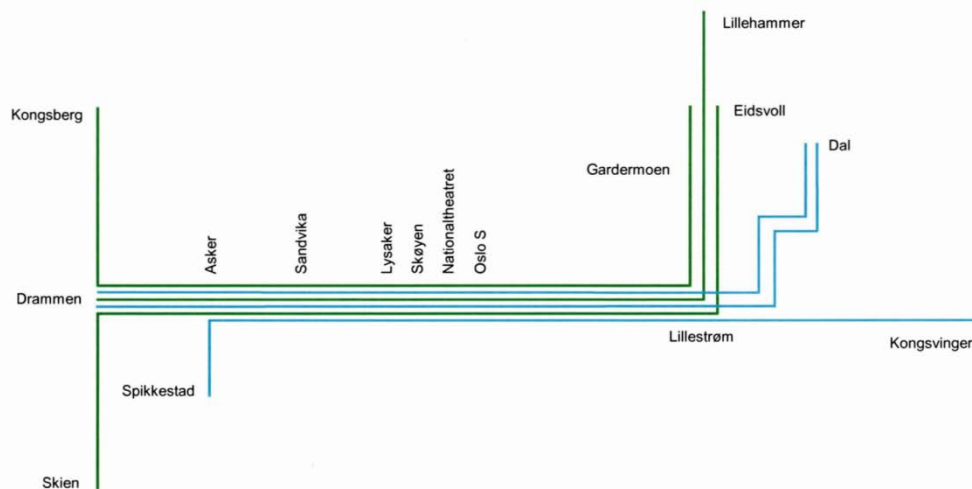 Lillehammer
Kongsberg
Eidsvoll
Dal
Gardermoen
Asker
Sandvika
Lysaker
Skøyen
Nationaltheatret
Oslo S
Drammen
Lillestrøm
Kongsvinger
Spikkestad
Skien